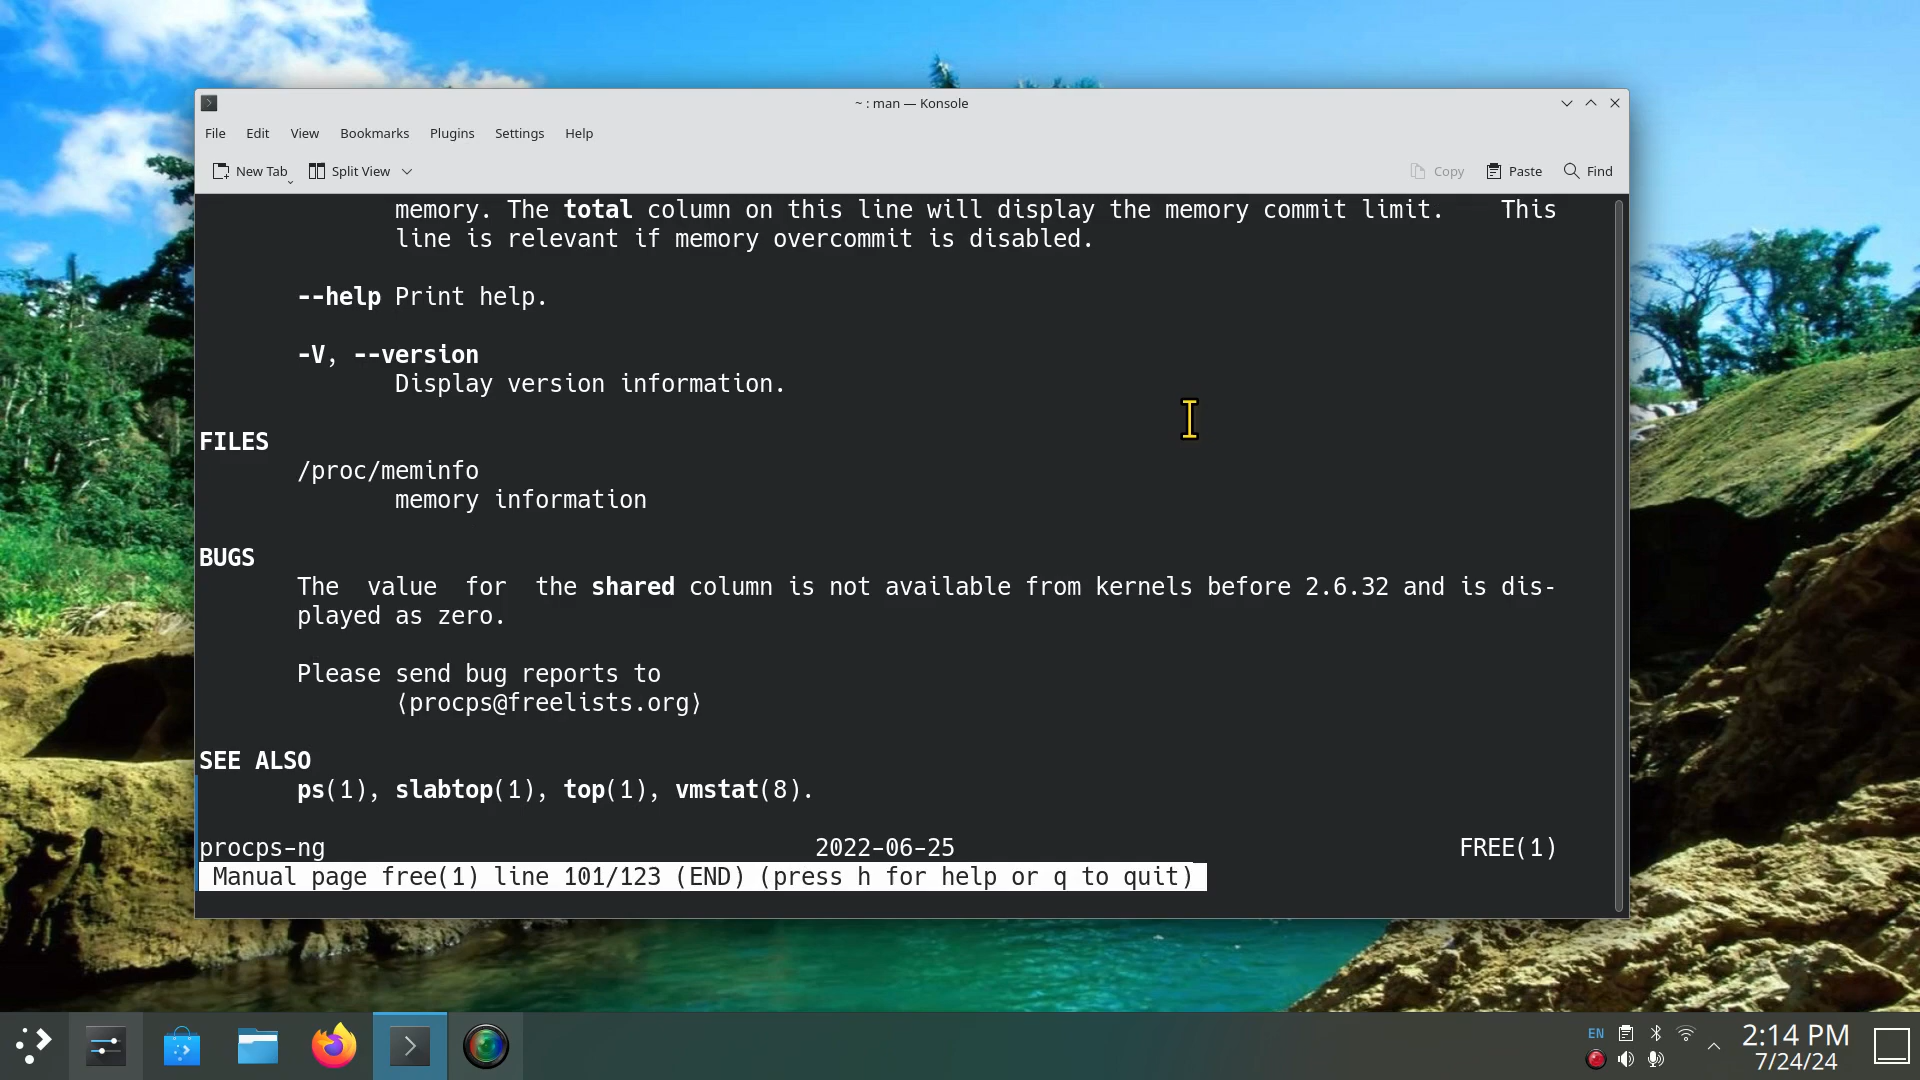 ~ : man — Konsole
File Edit View Bookmarks Plugins Settings Help
New Tab Split View Copy Paste Find
memory. The total column on this line will display the memory commit limit. This
line is relevant if memory overcommit is disabled.
--help Print help.
-V, --version
Display version information.
FILES
/proc/meminfo
memory information
BUGS
The value for the shared column is not available from kernels before 2.6.32 and is dis-
played as zero.
Please send bug reports to
⟨procps@freelists.org⟩
SEE ALSO
ps(1), slabtop(1), top(1), vmstat(8).
procps-ng 2022-06-25 FREE(1)
Manual page free(1) line 101/123 (END) (press h for help or q to quit)
EN
2:14 PM
7/24/24